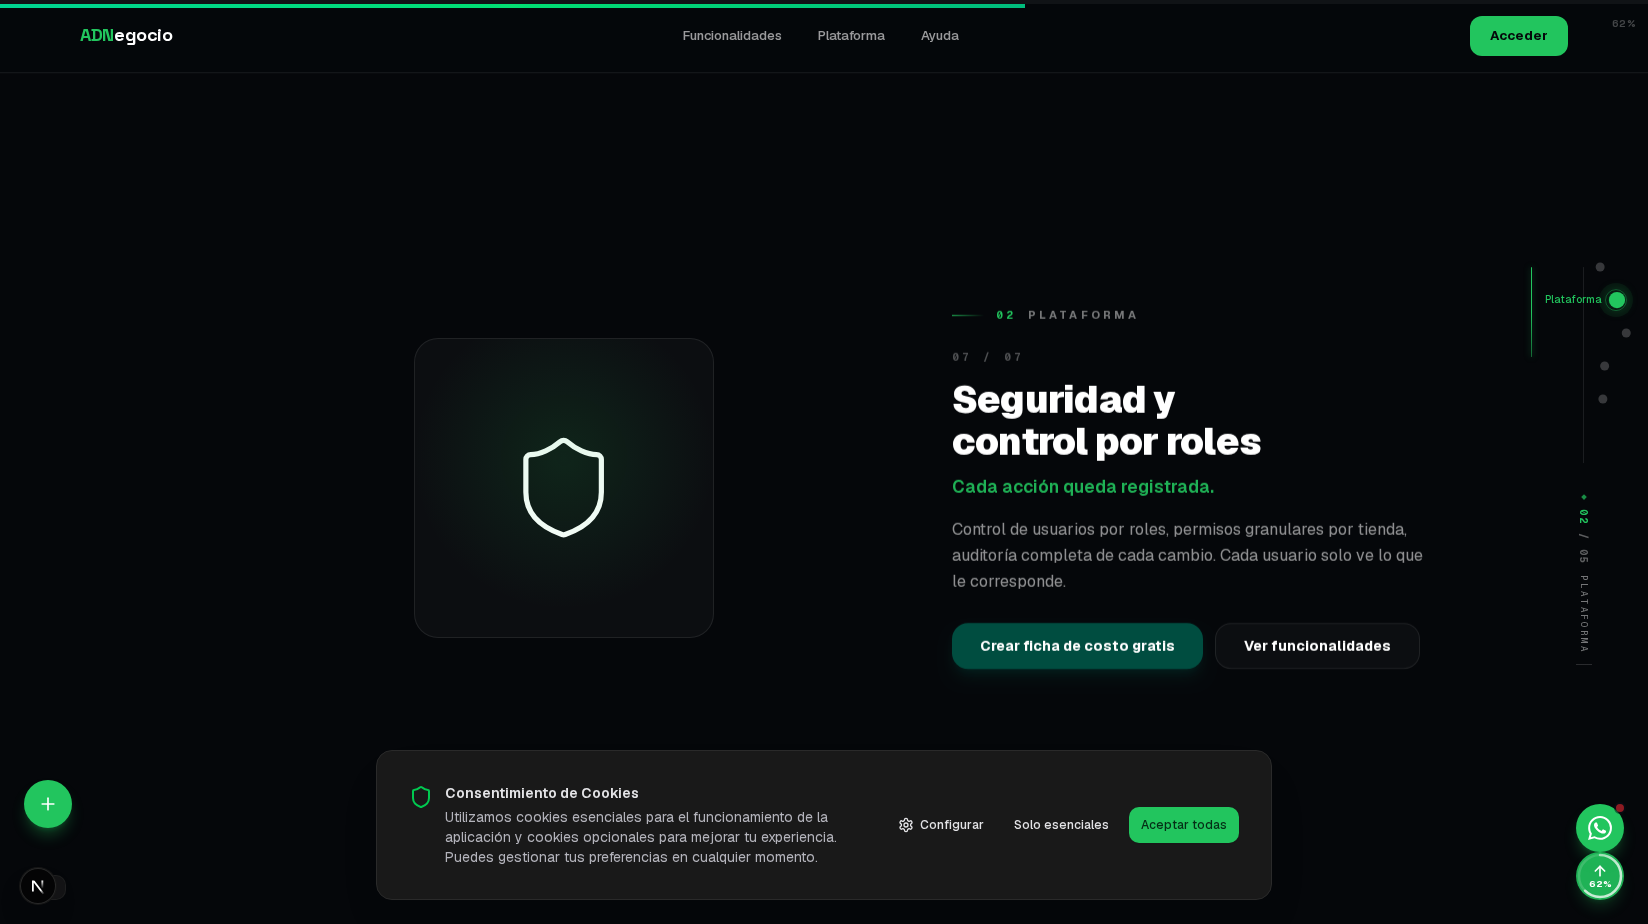 ADNegocio
Funcionalidades
Plataforma
Ayuda
Acceder
62%
02 PLATAFORMA
07 / 07
Seguridad y
control por roles
Cada acción queda registrada.
Control de usuarios por roles, permisos granulares por tienda,
auditoría completa de cada cambio. Cada usuario solo ve lo que
le corresponde.
Crear ficha de costo gratis
Ver funcionalidades
Plataforma
02 / 05 PLATAFORMA
Consentimiento de Cookies
Utilizamos cookies esenciales para el funcionamiento de la
aplicación y cookies opcionales para mejorar tu experiencia.
Puedes gestionar tus preferencias en cualquier momento.
Configurar
Solo esenciales
Aceptar todas
N
62%